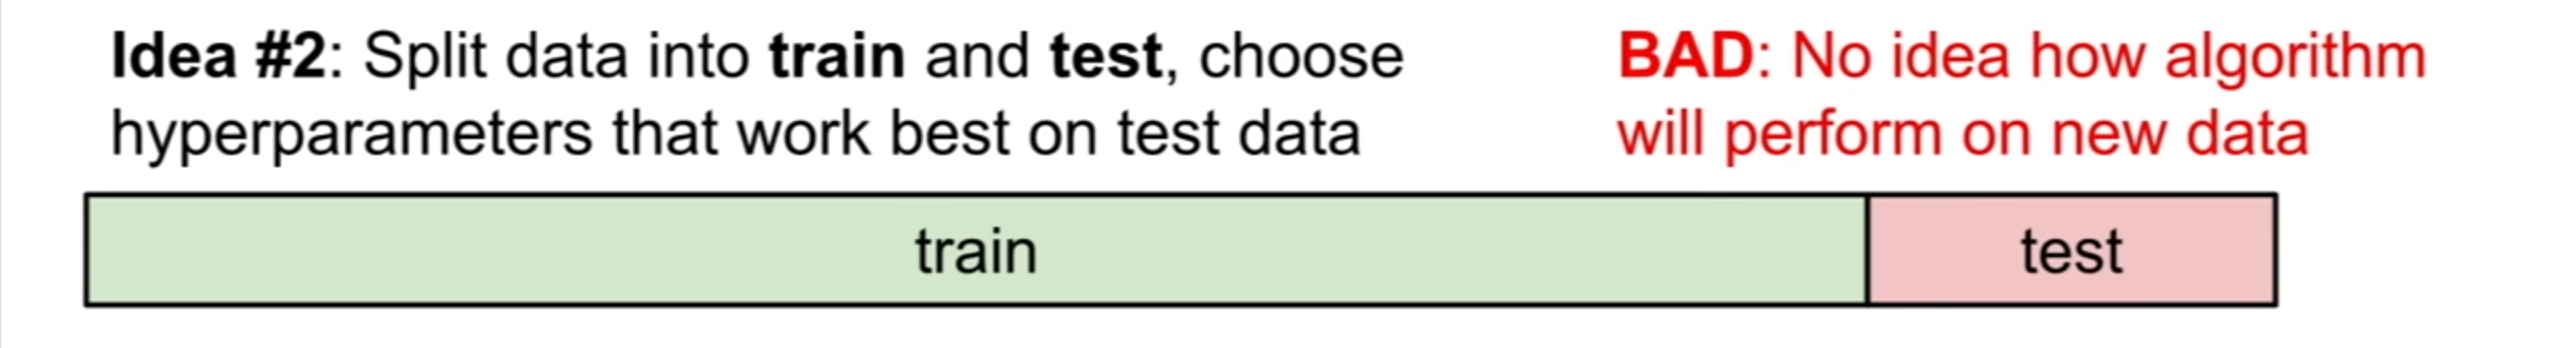 Idea #2: Split data into train and test, choose
hyperparameters that work best on test data
BAD: No idea how algorithm
will perform on new data
train
test